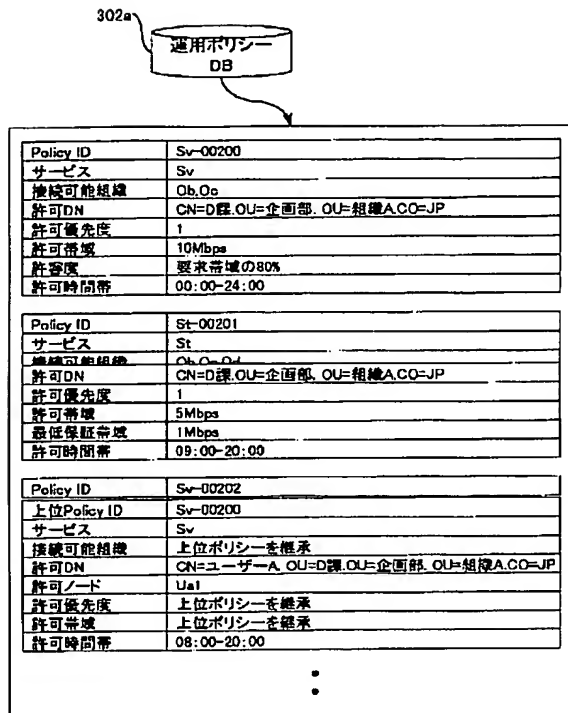 302a
運用ポリシー
DB
Policy ID Sv-00200
サービス Sv
接続可能組織 Ob,Oc
許可DN CN=D課,OU=企画部, OU=組織A,CO=JP
許可優先度 1
許可帯域 10Mbps
許容度 要求帯域の80%
許可時間帯 00:00-24:00
Policy ID St-00201
サービス St
接続可能組織 Ob,Oc,Od
許可DN CN=D課,OU=企画部, OU=組織A,CO=JP
許可優先度 1
許可帯域 5Mbps
最低保証帯域 1Mbps
許可時間帯 09:00-20:00
Policy ID Sv-00202
上位Policy ID Sv-00200
サービス Sv
接続可能組織 上位ポリシーを継承
許可DN CN=ユーザーA, OU=D課,OU=企画部, OU=組織A,CO=JP
許可ノード Ua1
許可優先度 上位ポリシーを継承
許可帯域 上位ポリシーを継承
許可時間帯 08:00-20:00